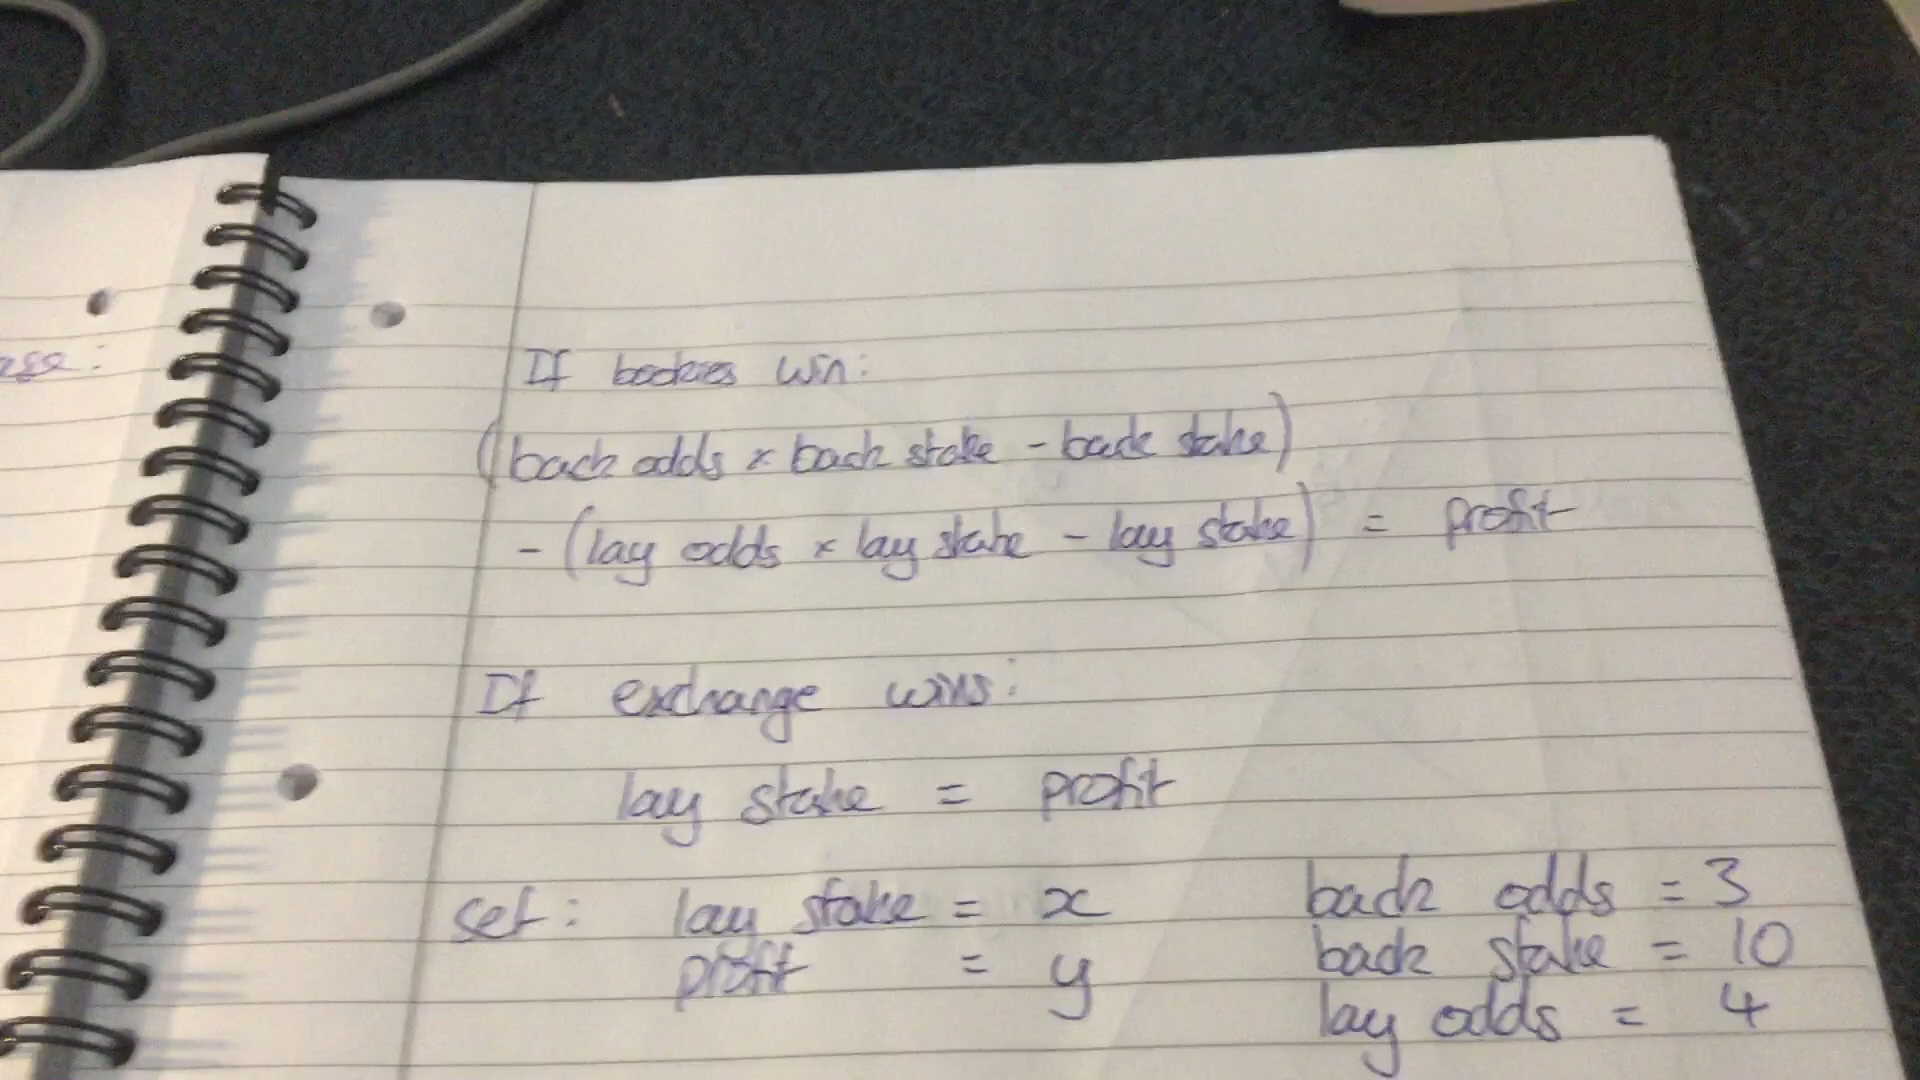 If bookies win:
(back odds × back stake - back stake)
- (lay odds × lay stake - lay stake) = profit
If exchange wins:
lay stake = profit
set: lay stake = x back odds = 3
profit = y back stake = 10
lay odds = 4